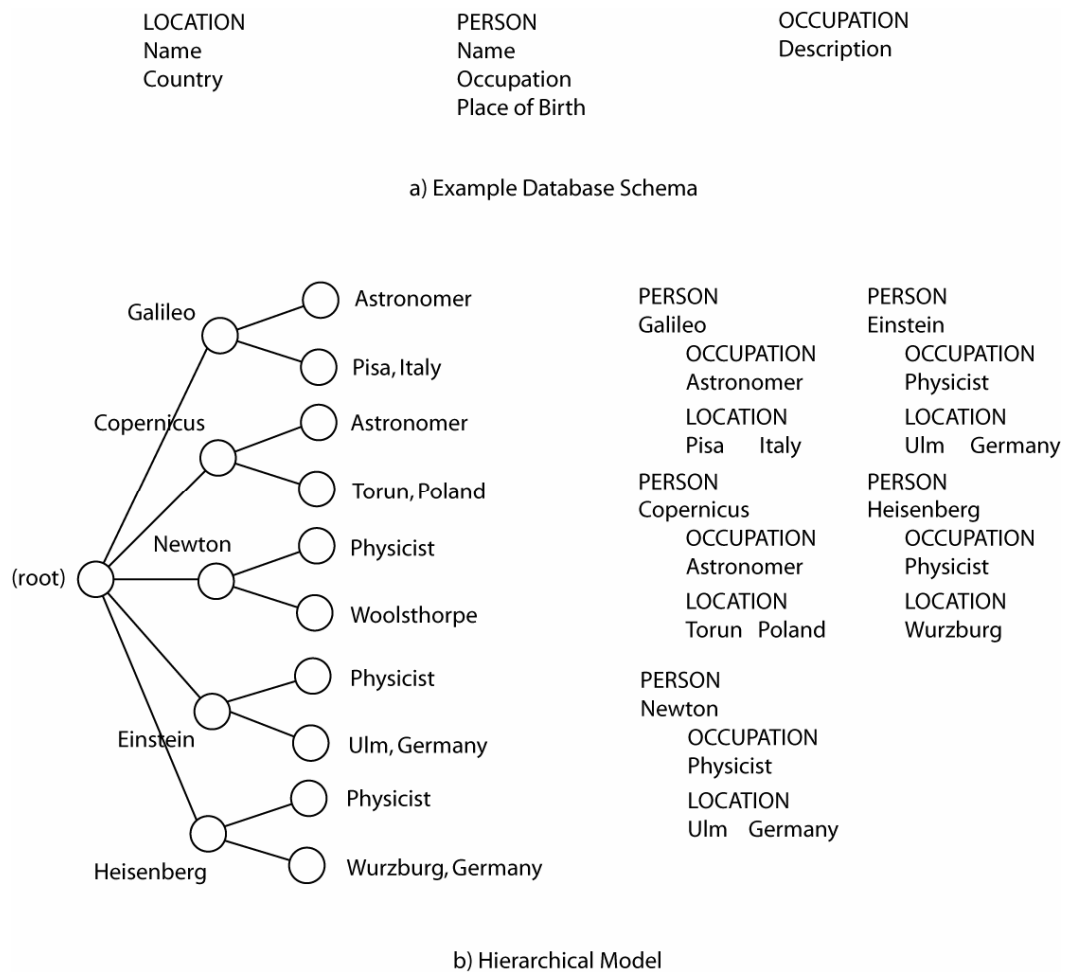 LOCATION
Name
Country
PERSON
Name
Occupation
Place of Birth
OCCUPATION
Description
a) Example Database Schema
Galileo
Astronomer
Pisa, Italy
Copernicus
Astronomer
Torun, Poland
Newton
Physicist
(root)
Woolsthorpe
Physicist
Einstein
Ulm, Germany
Physicist
Heisenberg
Wurzburg, Germany
PERSON
Galileo
OCCUPATION
Astronomer
LOCATION
Pisa Italy
PERSON
Copernicus
OCCUPATION
Astronomer
LOCATION
Torun Poland
PERSON
Newton
OCCUPATION
Physicist
LOCATION
Ulm Germany
PERSON
Einstein
OCCUPATION
Physicist
LOCATION
Ulm Germany
PERSON
Heisenberg
OCCUPATION
Physicist
LOCATION
Wurzburg
b) Hierarchical Model